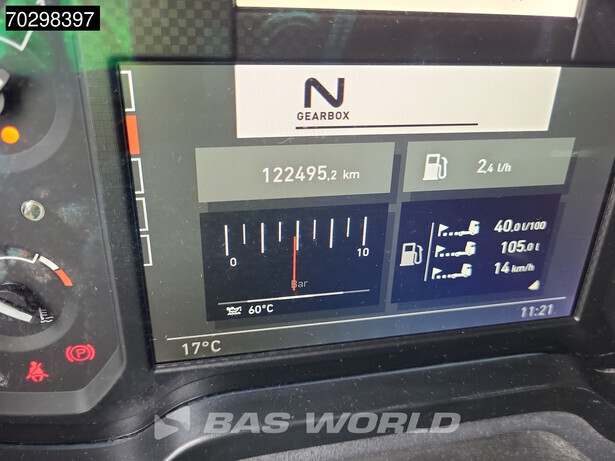 70298397
N
GEARBOX
122495,2 km
2,4 l/h
0
10
Bar
60°C
40,0 l/100
105,0 l
14 km/h
17°C
11:21
P
BAS WORLD